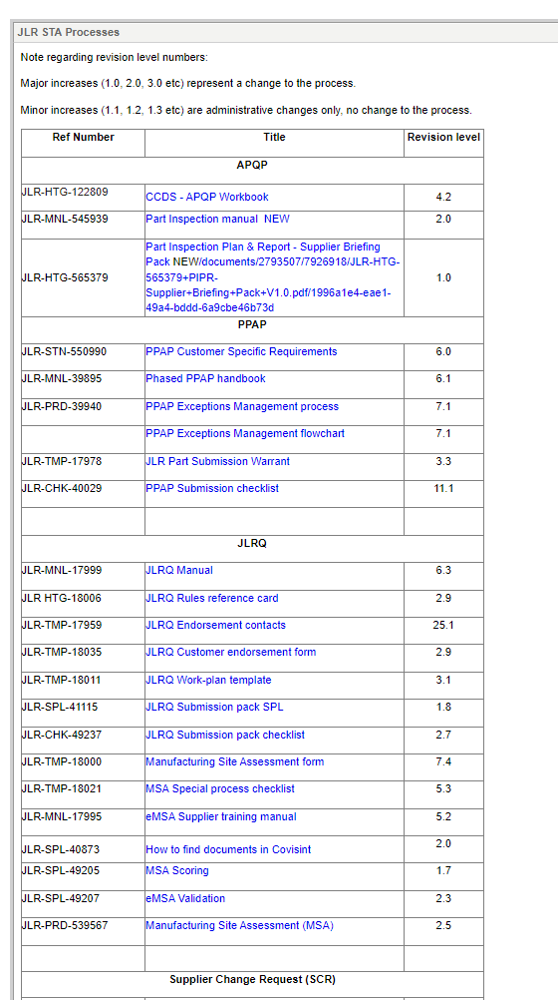 JLR STA Processes
Note regarding revision level numbers:
Major increases (1.0, 2.0, 3.0 etc) represent a change to the process.
Minor increases (1.1, 1.2, 1.3 etc) are administrative changes only, no change to the process.
Ref Number Title Revision level
APQP
JLR-HTG-122809 CCDS - APQP Workbook 4.2
JLR-MNL-545939 Part Inspection manual NEW 2.0
Part Inspection Plan & Report - Supplier Briefing
Pack NEW/documents/2793507/7926918/JLR-HTG-
JLR-HTG-565379 565379+PIPR- 1.0
Supplier+Briefing+Pack+V1.0.pdf/1996a1e4-eae1-
49a4-bddd-6a9cbe46b73d
PPAP
JLR-STN-550990 PPAP Customer Specific Requirements 6.0
JLR-MNL-39895 Phased PPAP handbook 6.1
JLR-PRD-39940 PPAP Exceptions Management process 7.1
PPAP Exceptions Management flowchart 7.1
JLR-TMP-17978 JLR Part Submission Warrant 3.3
JLR-CHK-40029 PPAP Submission checklist 11.1
JLRQ
JLR-MNL-17999 JLRQ Manual 6.3
JLR HTG-18006 JLRQ Rules reference card 2.9
JLR-TMP-17959 JLRQ Endorsement contacts 25.1
JLR-TMP-18035 JLRQ Customer endorsement form 2.9
JLR-TMP-18011 JLRQ Work-plan template 3.1
JLR-SPL-41115 JLRQ Submission pack SPL 1.8
JLR-CHK-49237 JLRQ Submission pack checklist 2.7
JLR-TMP-18000 Manufacturing Site Assessment form 7.4
JLR-TMP-18021 MSA Special process checklist 5.3
JLR-MNL-17995 eMSA Supplier training manual 5.2
JLR-SPL-40873 How to find documents in Covisint 2.0
JLR-SPL-49205 MSA Scoring 1.7
JLR-SPL-49207 eMSA Validation 2.3
JLR-PRD-539567 Manufacturing Site Assessment (MSA) 2.5
Supplier Change Request (SCR)